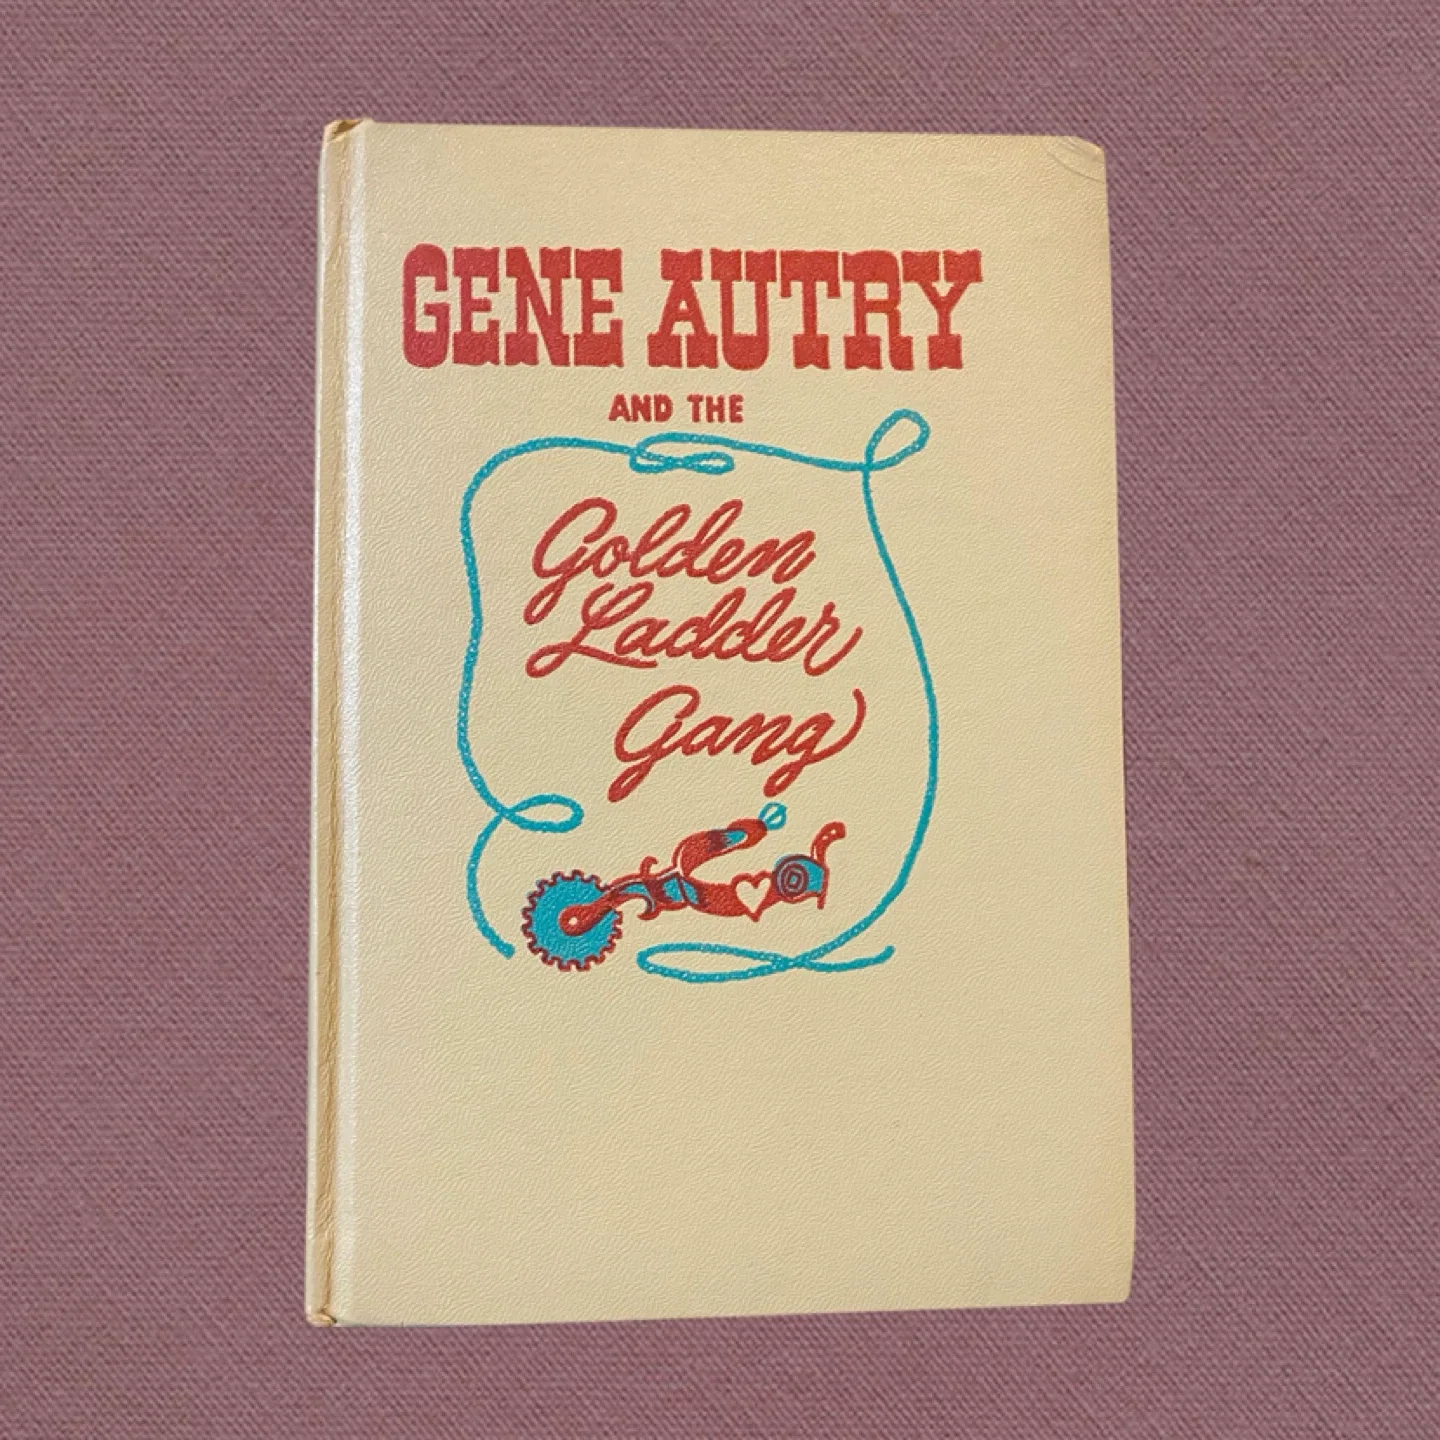 GENE AUTRY
AND THE
Golden
Ladder
Gang